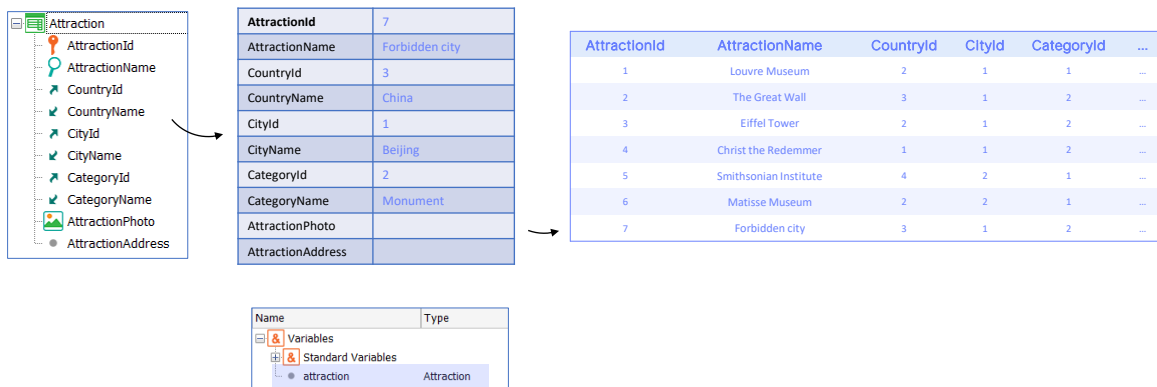 Attraction
AttractionId
AttractionName
CountryId
CountryName
CityId
CityName
CategoryId
CategoryName
AttractionPhoto
AttractionAddress
AttractionId 7
AttractionName Forbidden city
CountryId 3
CountryName China
CityId 1
CityName Beijing
CategoryId 2
CategoryName Monument
AttractionPhoto
AttractionAddress
AttractionId AttractionName CountryId CityId CategoryId ...
1 Louvre Museum 2 1 1 ...
2 The Great Wall 3 1 2 ...
3 Eiffel Tower 2 1 2 ...
4 Christ the Redemmer 1 1 2 ...
5 Smithsonian Institute 4 2 1 ...
6 Matisse Museum 2 2 1 ...
7 Forbidden city 3 1 2 ...
Name Type
& Variables
& Standard Variables
attraction Attraction